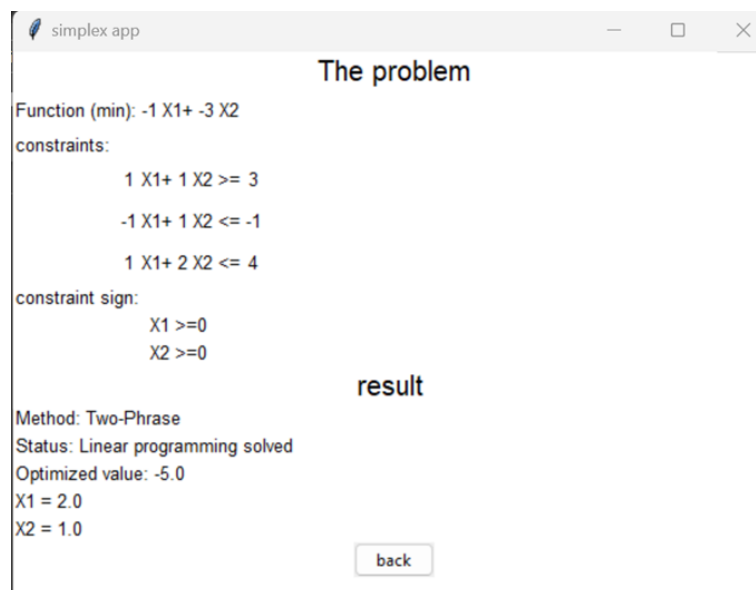 simplex app
The problem
Function (min): -1 X1+ -3 X2
constraints:
1 X1+ 1 X2 >= 3
-1 X1+ 1 X2 <= -1
1 X1+ 2 X2 <= 4
constraint sign:
X1 >=0
X2 >=0
result
Method: Two-Phrase
Status: Linear programming solved
Optimized value: -5.0
X1 = 2.0
X2 = 1.0
back